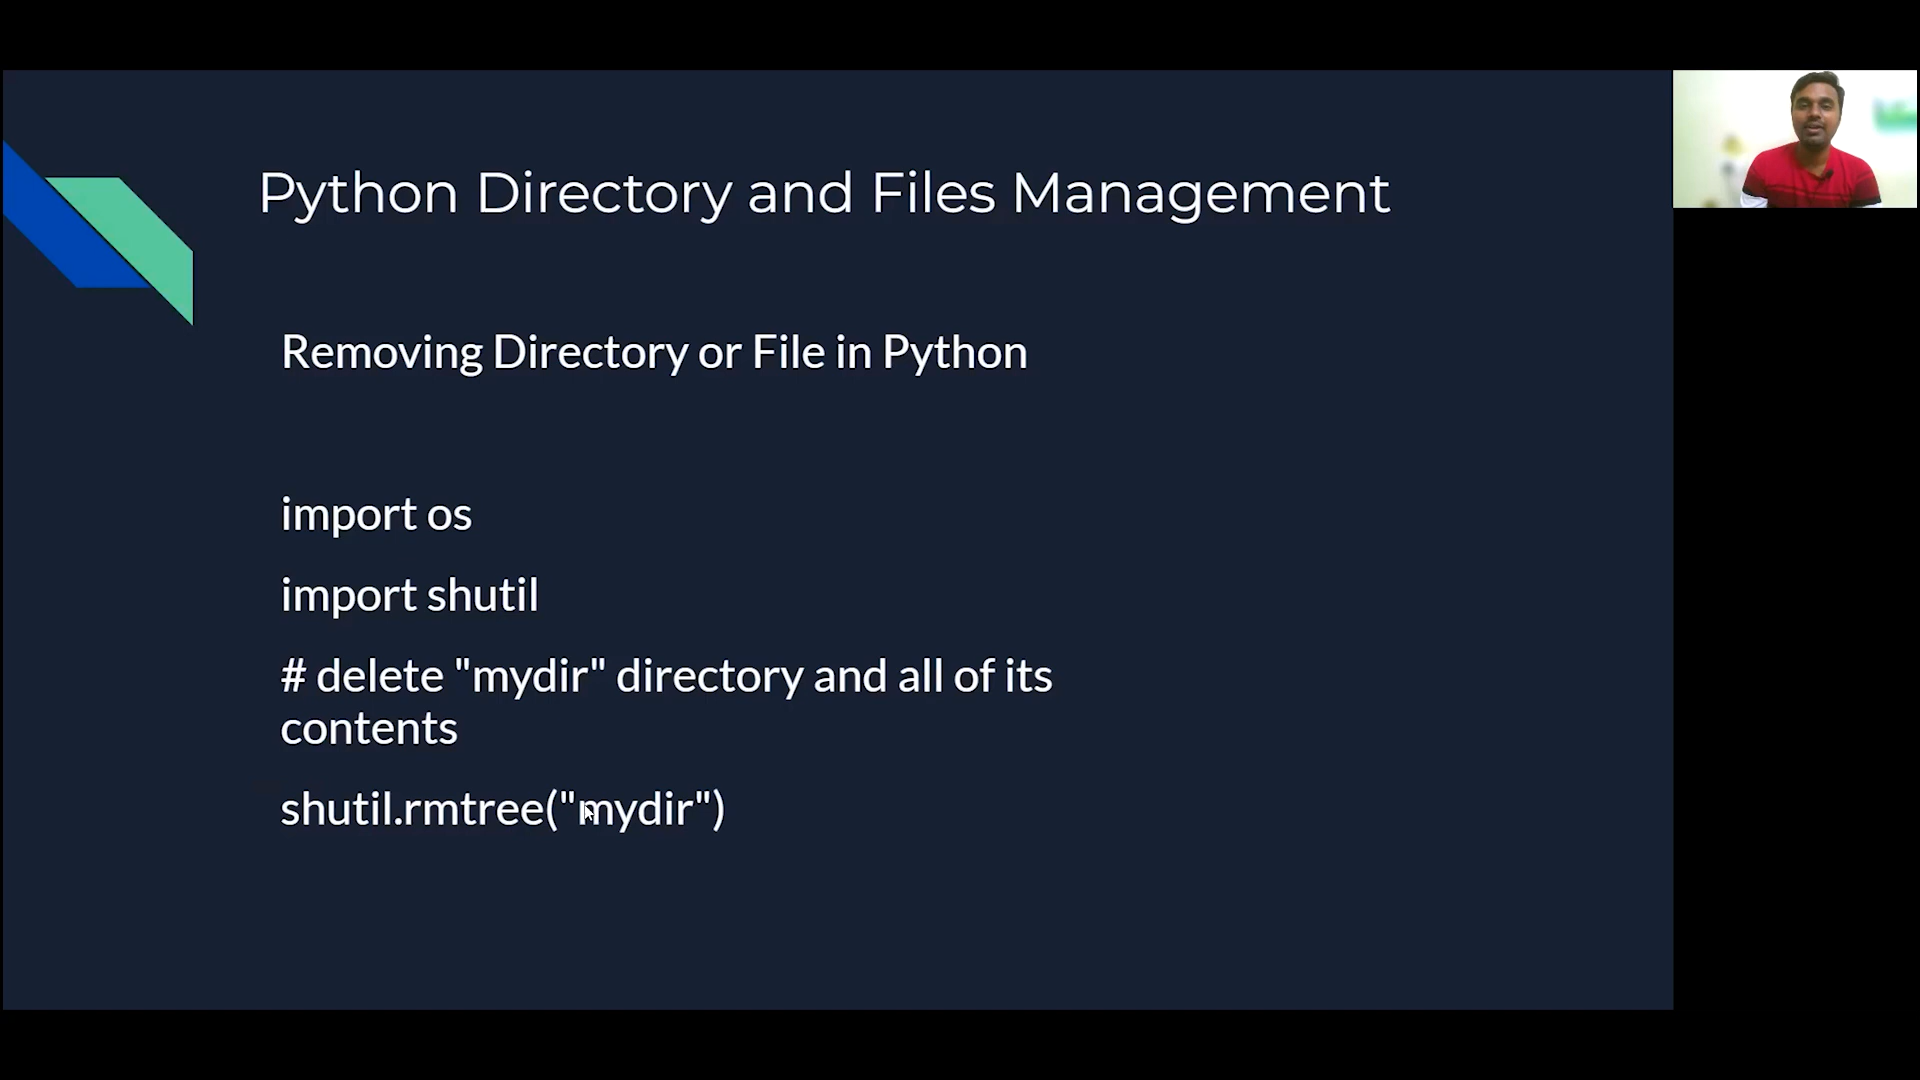 Python Directory and Files Management
Removing Directory or File in Python
import os
import shutil
# delete "mydir" directory and all of its
contents
shutil.rmtree("mydir")